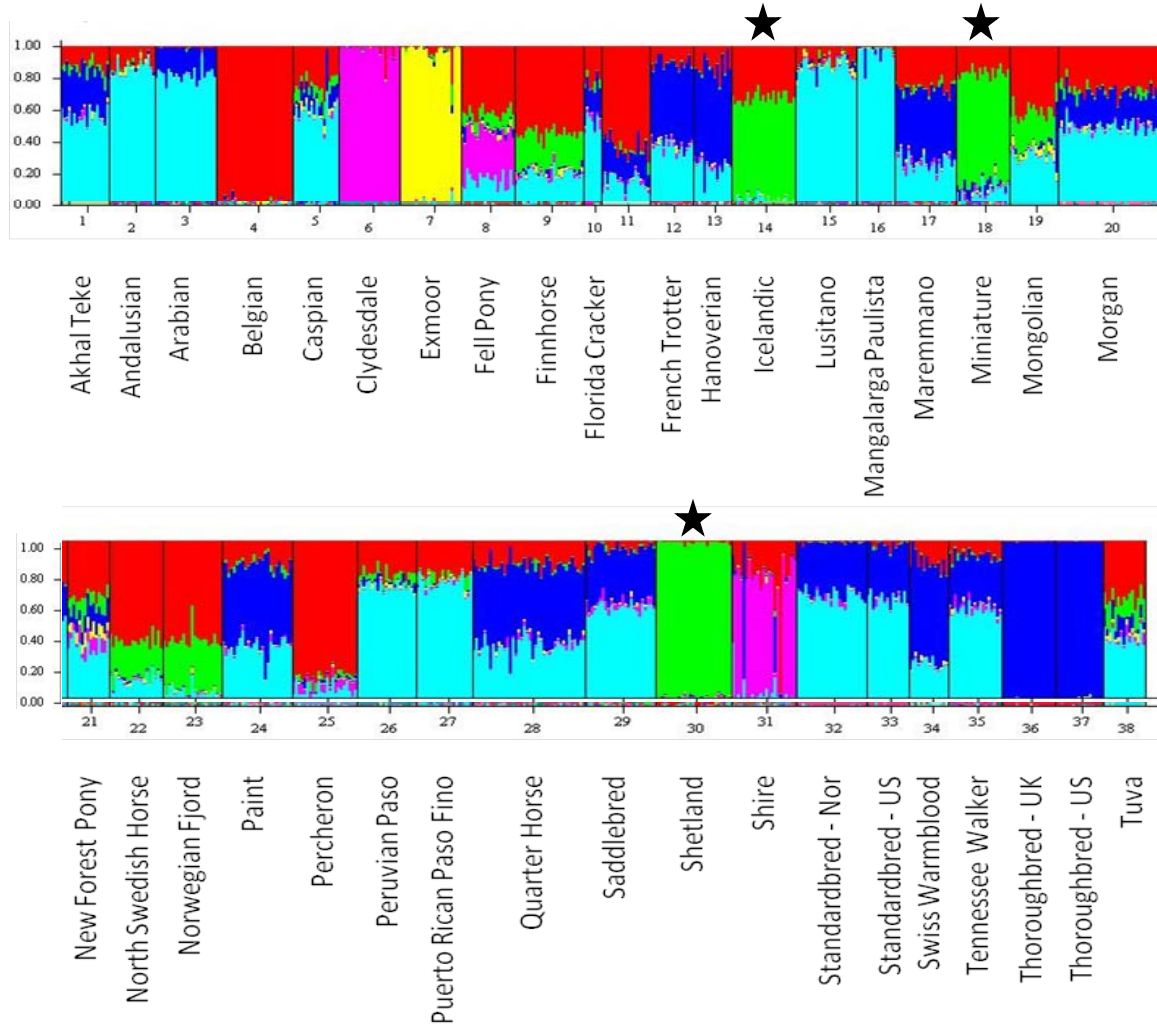 1.00
0.80
0.60
0.40
0.20
0.00
1 2 3 4 5 6 7 8 9 10 11 12 13 14 15 16 17 18 19 20
Akhal Teke
Andalusian
Arabian
Belgian
Caspian
Clydesdale
Exmoor
Fell Pony
Finnhorse
Florida Cracker
French Trotter
Hanoverian
Icelandic
Lusitano
Mangalarga Paulista
Maremmano
Miniature
Mongolian
Morgan
1.00
0.80
0.60
0.40
0.20
0.00
21 22 23 24 25 26 27 28 29 30 31 32 33 34 35 36 37 38
New Forest Pony
North Swedish Horse
Norwegian Fjord
Paint
Percheron
Peruvian Paso
Puerto Rican Paso Fino
Quarter Horse
Saddlebred
Shetland
Shire
Standardbred - Nor
Standardbred - US
Swiss Warmblood
Tennessee Walker
Thoroughbred - UK
Thoroughbred - US
Tuva